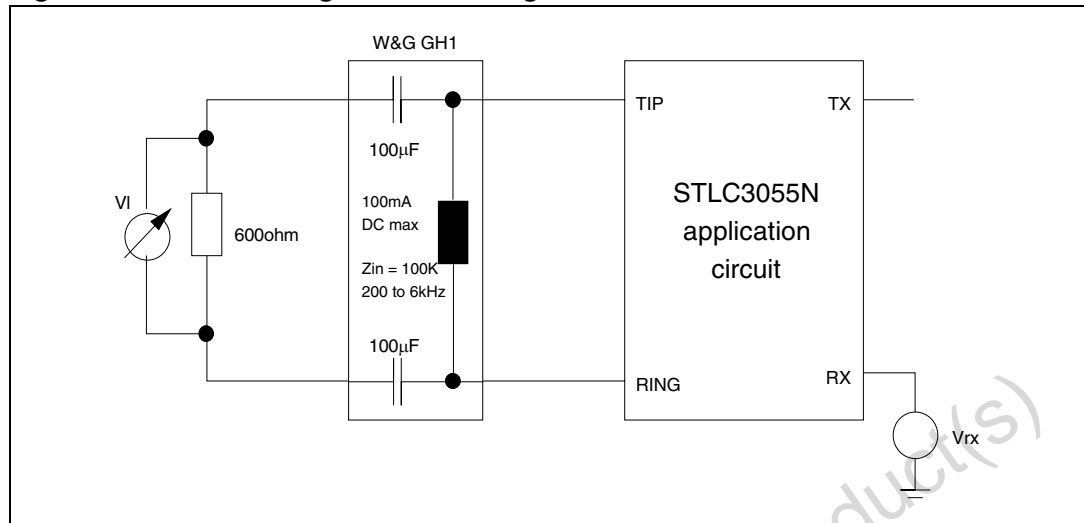 W&G GH1
TIP
TX
100µF
VI
600ohm
100mA
DC max
Zin = 100K
200 to 6kHz
STLC3055N
application
circuit
100µF
RING
RX
Vrx
duct(s)